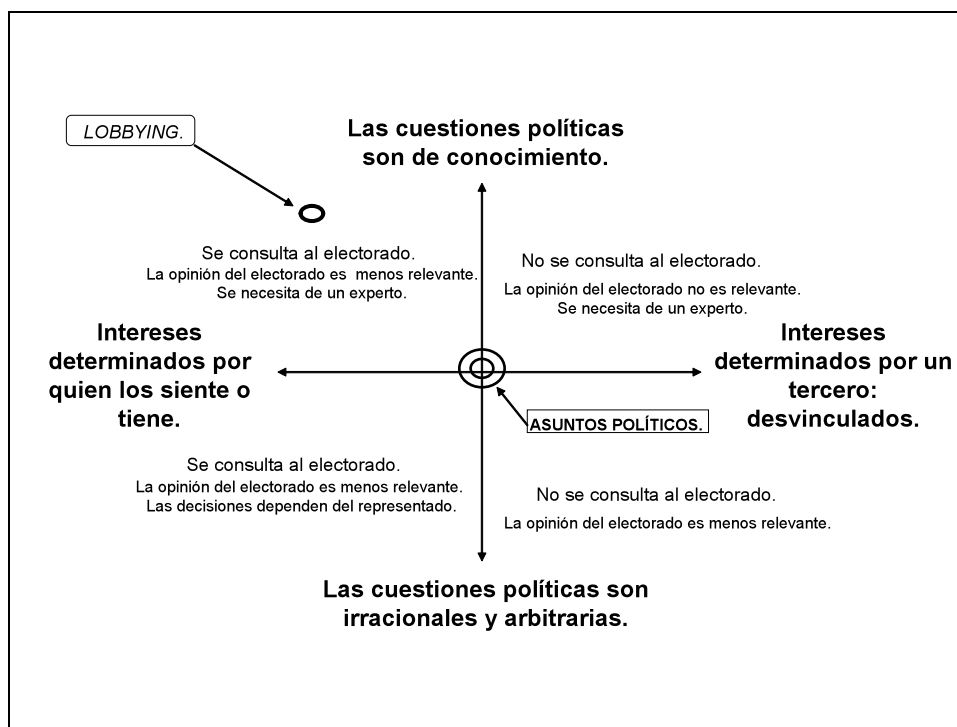 LOBBYING.
Las cuestiones políticas
son de conocimiento.
Se consulta al electorado.
La opinión del electorado es menos relevante.
Se necesita de un experto.
No se consulta al electorado.
La opinión del electorado no es relevante.
Se necesita de un experto.
Intereses
determinados por
quien los siente o
tiene.
Intereses
determinados por un
tercero:
desvinculados.
ASUNTOS POLÍTICOS.
Se consulta al electorado.
La opinión del electorado es menos relevante.
Las decisiones dependen del representado.
No se consulta al electorado.
La opinión del electorado es menos relevante.
Las cuestiones políticas son
irracionales y arbitrarias.